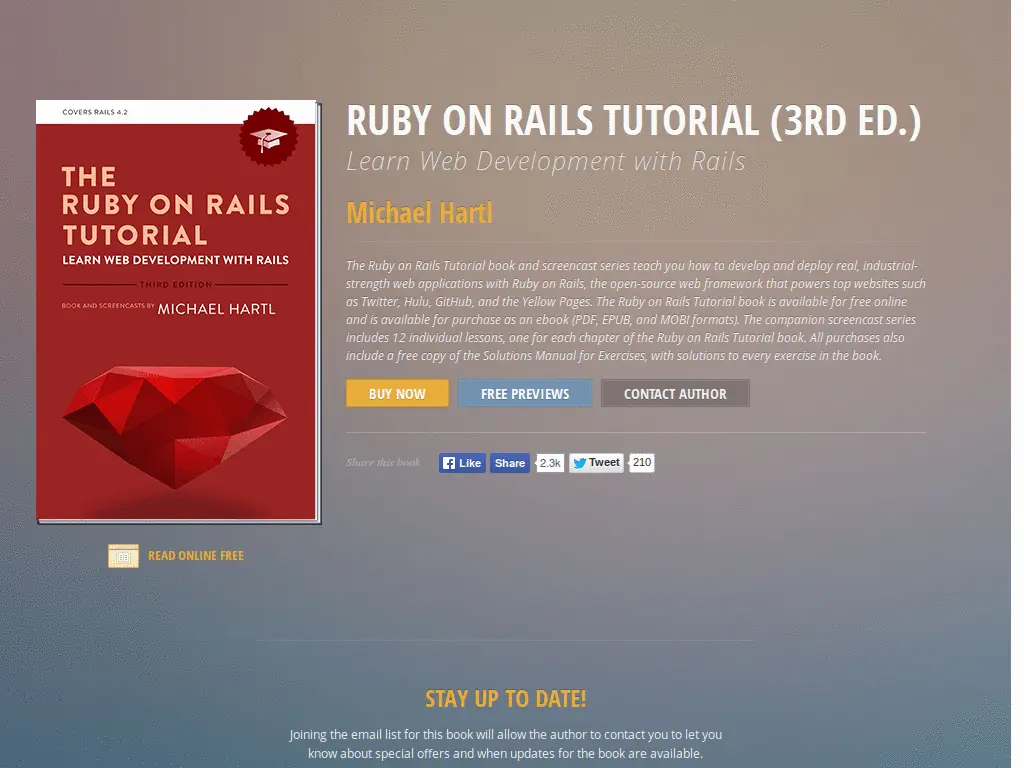 COVERS RAILS 4.2
THE
RUBY ON RAILS
TUTORIAL
LEARN WEB DEVELOPMENT WITH RAILS
THIRD EDITION
BOOK AND SCREENCASTS BY MICHAEL HARTL
READ ONLINE FREE
RUBY ON RAILS TUTORIAL (3RD ED.)
Learn Web Development with Rails
Michael Hartl
The Ruby on Rails Tutorial book and screencast series teach you how to develop and deploy real, industrial-
strength web applications with Ruby on Rails, the open-source web framework that powers top websites such
as Twitter, Hulu, GitHub, and the Yellow Pages. The Ruby on Rails Tutorial book is available for free online
and is available for purchase as an ebook (PDF, EPUB, and MOBI formats). The companion screencast series
includes 12 individual lessons, one for each chapter of the Ruby on Rails Tutorial book. All purchases also
include a free copy of the Solutions Manual for Exercises, with solutions to every exercise in the book.
BUY NOW FREE PREVIEWS CONTACT AUTHOR
Share this book Like Share 2.3k Tweet 210
STAY UP TO DATE!
Joining the email list for this book will allow the author to contact you to let you
know about special offers and when updates for the book are available.